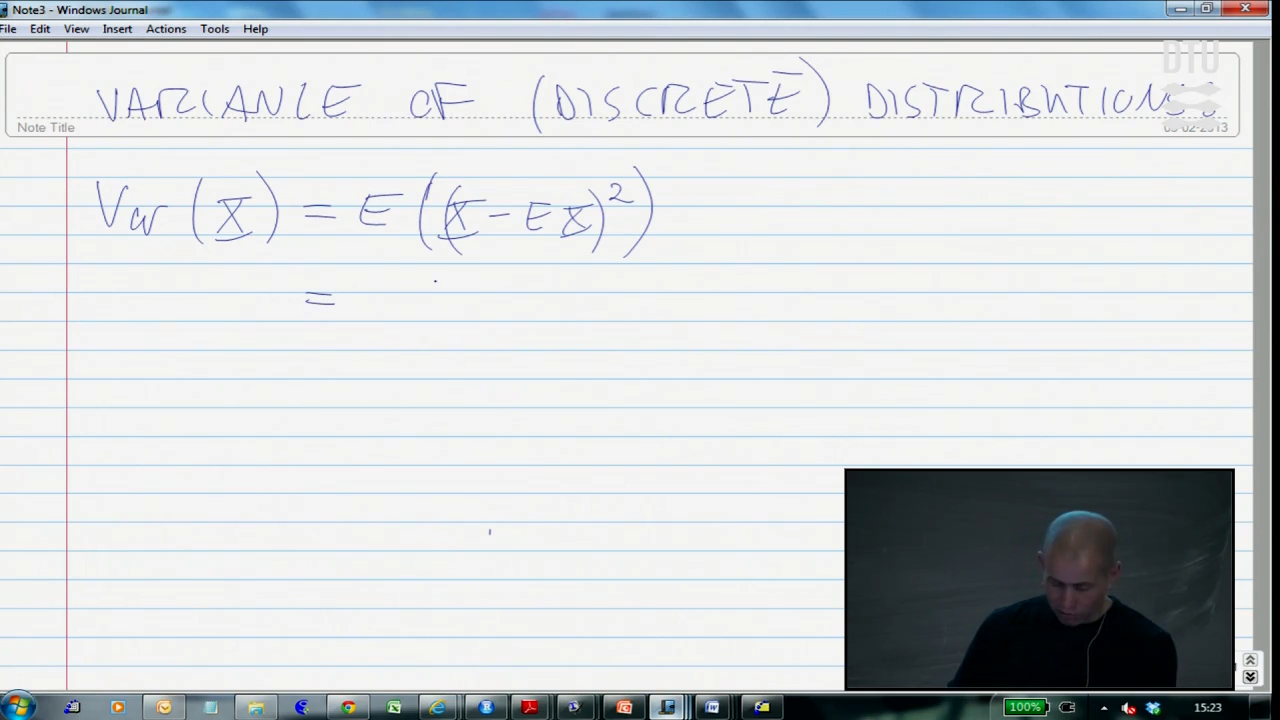 Note3 - Windows Journal
File Edit View Insert Actions Tools Help
DTU
VARIANCE OF (DISCRETE) DISTRIBUTIONS
Note Title
Var (X) = E((X - EX)²)
=
100%
15:23